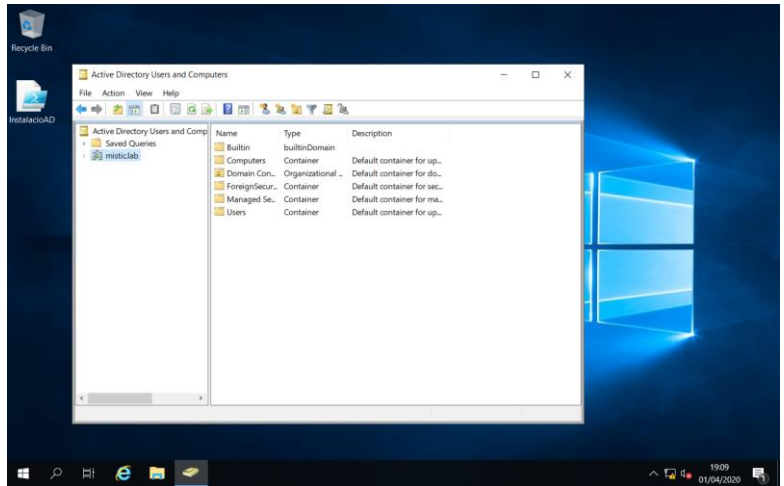 Recycle Bin
InstalacioAD
Active Directory Users and Computers
File Action View Help
Active Directory Users and Comp
Saved Queries
mistic.lab
Name Type Description
Builtin builtinDomain
Computers Container Default container for up...
Domain Con... Organizational ... Default container for do...
ForeignSecur... Container Default container for sec...
Managed Se... Container Default container for ma...
Users Container Default container for up...
19:09
01/04/2020
1